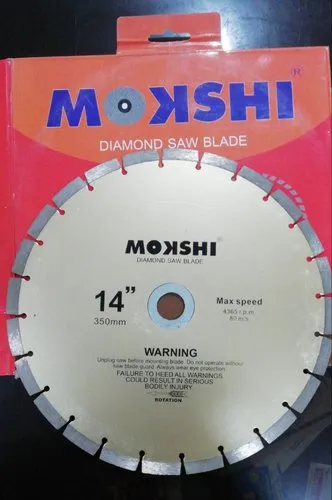 MOKSHI®
DIAMOND SAW BLADE
MOKSHI
DIAMOND SAW BLADE
14”
350mm
Max speed
4365 r.p.m.
80 m/s
WARNING
Unplug saw before mounting blade. Do not operate without
saw blade guard. Always wear eye protection.
FAILURE TO HEED ALL WARNINGS
COULD RESULT IN SERIOUS
BODILY INJURY
ROTATION